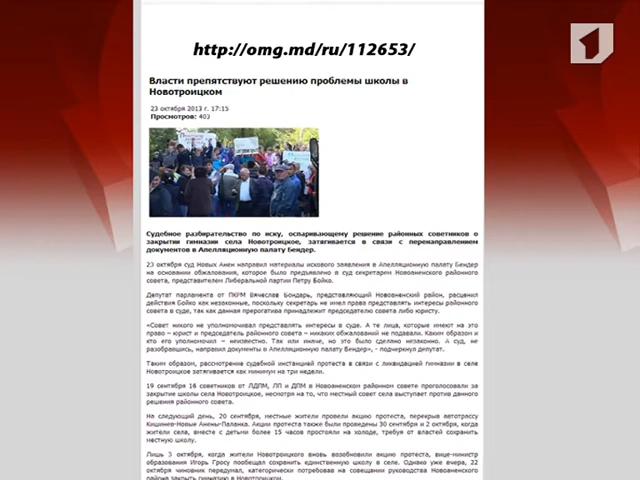 http://omg.md/ru/112653/
1
Власти препятствуют решению проблемы школы в
Новотроицком
23 октября 2013 г. 17:15
Просмотров: 403
Судебное разбирательство по иску, оспаривающему решение районных советников о
закрытии гимназии села Новотроицкое, затягивается в связи с перенаправлением
документов в Апелляционную палату Бендер.
23 октября суд Новых Анен направил материалы искового заявления в Апелляционную палату Бендер
на основании обжалования, которое было предъявлено в суд секретарем Новоаненского районного
совета, представителем Либеральной партии Петру Бойко.
Депутат парламента от ПКРМ Вячеслав Бондарь, представляющий Новоаненский район, расценил
действия Бойко как незаконные, поскольку секретарь не имел права представлять интересы районного
совета в суде, так как данная прерогатива принадлежит председателю совета либо юристу.
«Совет никого не уполномочивал представлять интересы в суде. А те лица, которые имеют на это
право – юрист и председатель районного совета – никаких обжалований не подавали. Каким образом и
кто его уполномочил – неизвестно. Так или иначе, но это было сделано незаконно. А суд, не
разобравшись, направил документы в Апелляционную палату Бендер», - подчеркнул депутат.
Таким образом, рассмотрение судебной инстанцией протеста в связи с ликвидацией гимназии в селе
Новотроицкое затягивается как минимум на три недели.
19 сентября 16 советников от ЛДПМ, ЛП и ДПМ в Новоаненском районном совете проголосовали за
закрытие школы села Новотроицкое, несмотря на то, что местный совет села выступает против данного
решения районного совета.
На следующий день, 20 сентября, местные жители провели акцию протеста, перекрыв автотрассу
Кишинев-Новые Анены-Паланка. Акции протеста также были проведены 30 сентября и 2 октября, когда
жители села, вместе с детьми более 15 часов простояли на холоде, требуя от властей сохранить
местную школу.
Лишь 3 октября, когда жители Новотроицкого вновь возобновили акцию протеста, вице-министр
образования Игорь Гросу пообещал сохранить единственную школу в селе. Однако уже вчера, 22
октября чиновник передумал, категорически потребовав на совещании руководства Новоаненского
района закрыть гимназию в Новотроицком.